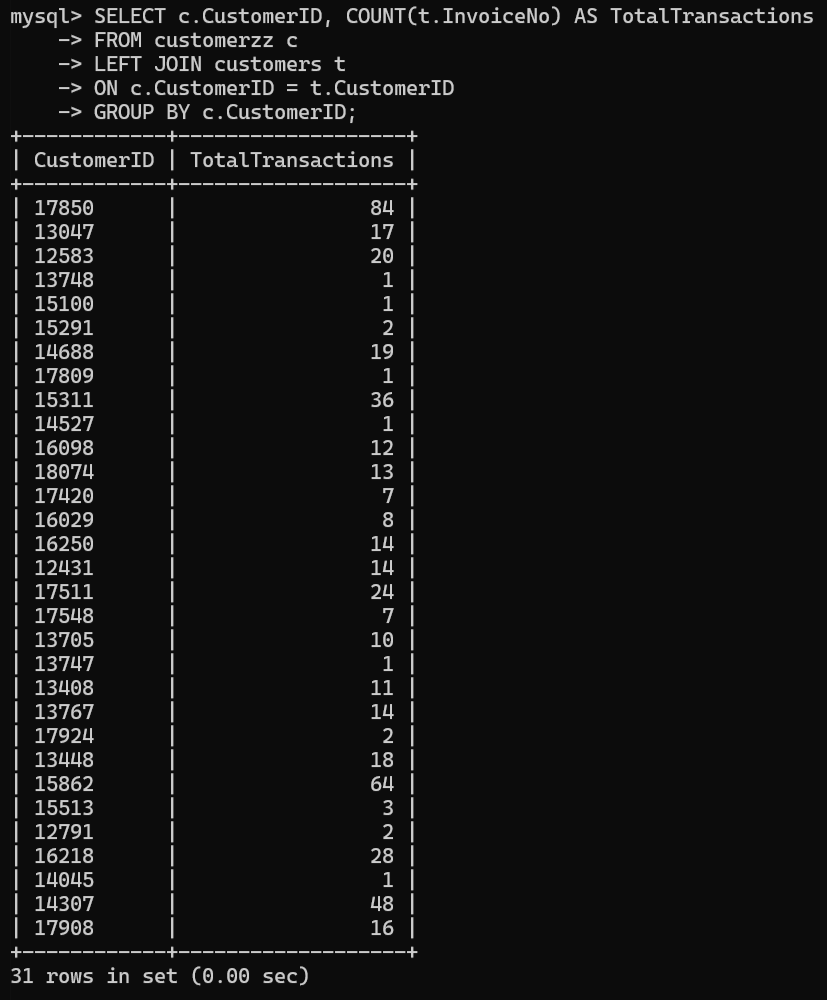 mysql> SELECT c.CustomerID, COUNT(t.InvoiceNo) AS TotalTransactions
    -> FROM customerzz c
    -> LEFT JOIN customers t
    -> ON c.CustomerID = t.CustomerID
    -> GROUP BY c.CustomerID;
+------------+-------------------+
| CustomerID | TotalTransactions |
+------------+-------------------+
| 17850      |                84 |
| 13047      |                17 |
| 12583      |                20 |
| 13748      |                 1 |
| 15100      |                 1 |
| 15291      |                 2 |
| 14688      |                19 |
| 17809      |                 1 |
| 15311      |                36 |
| 14527      |                 1 |
| 16098      |                12 |
| 18074      |                13 |
| 17420      |                 7 |
| 16029      |                 8 |
| 16250      |                14 |
| 12431      |                14 |
| 17511      |                24 |
| 17548      |                 7 |
| 13705      |                10 |
| 13747      |                 1 |
| 13408      |                11 |
| 13767      |                14 |
| 17924      |                 2 |
| 13448      |                18 |
| 15862      |                64 |
| 15513      |                 3 |
| 12791      |                 2 |
| 16218      |                28 |
| 14045      |                 1 |
| 14307      |                48 |
| 17908      |                16 |
+------------+-------------------+
31 rows in set (0.00 sec)